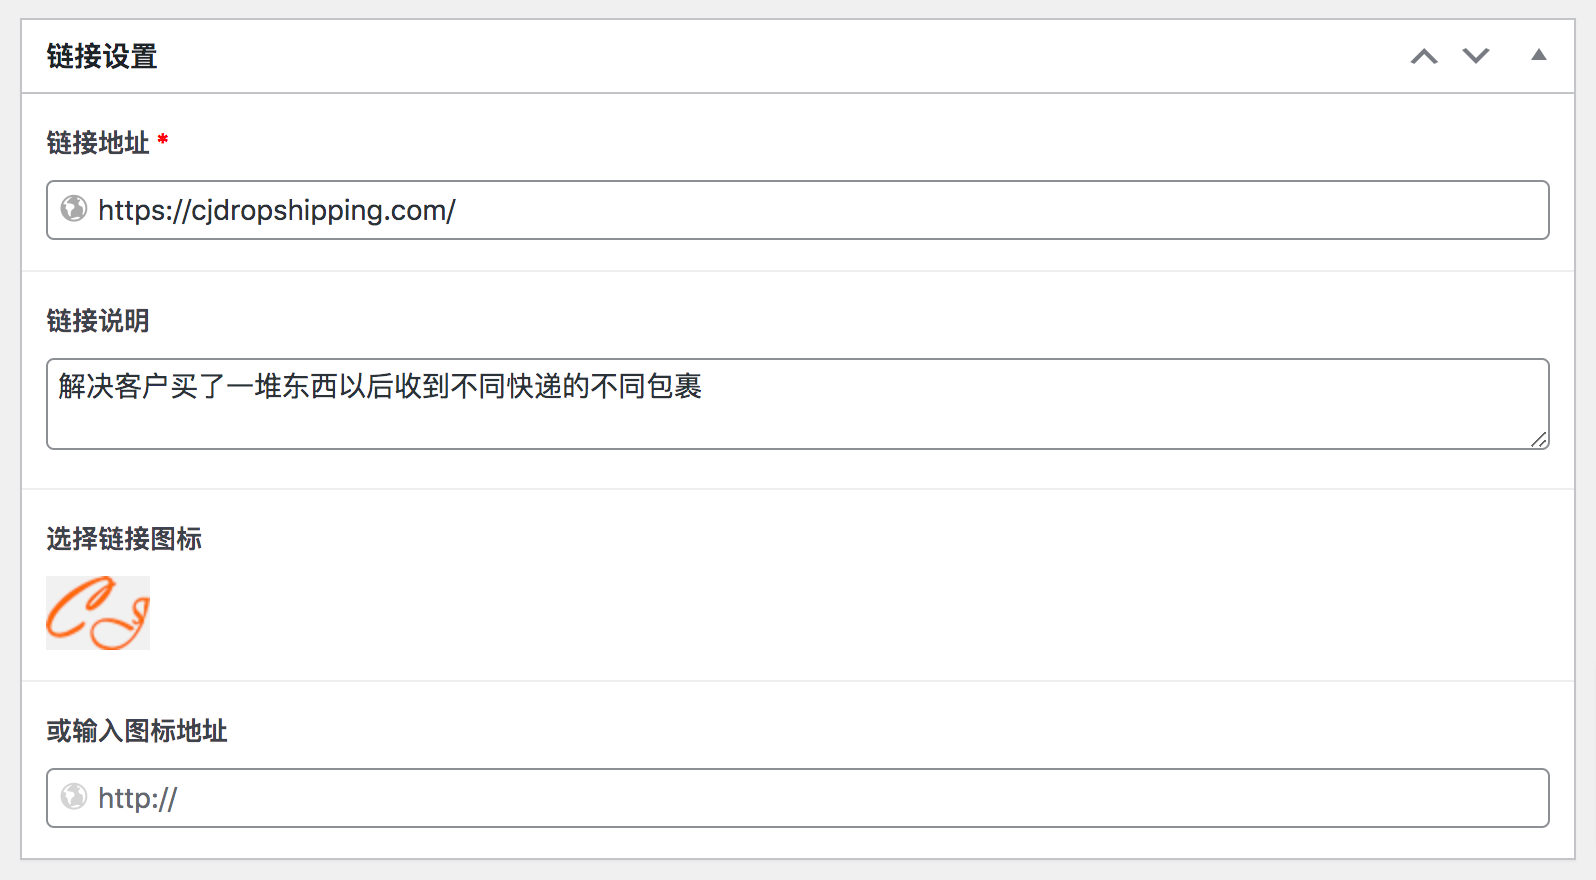 链接设置
链接地址 *
https://cjdropshipping.com/
链接说明
解决客户买了一堆东西以后收到不同快递的不同包裹
选择链接图标
CJ
或输入图标地址
http://